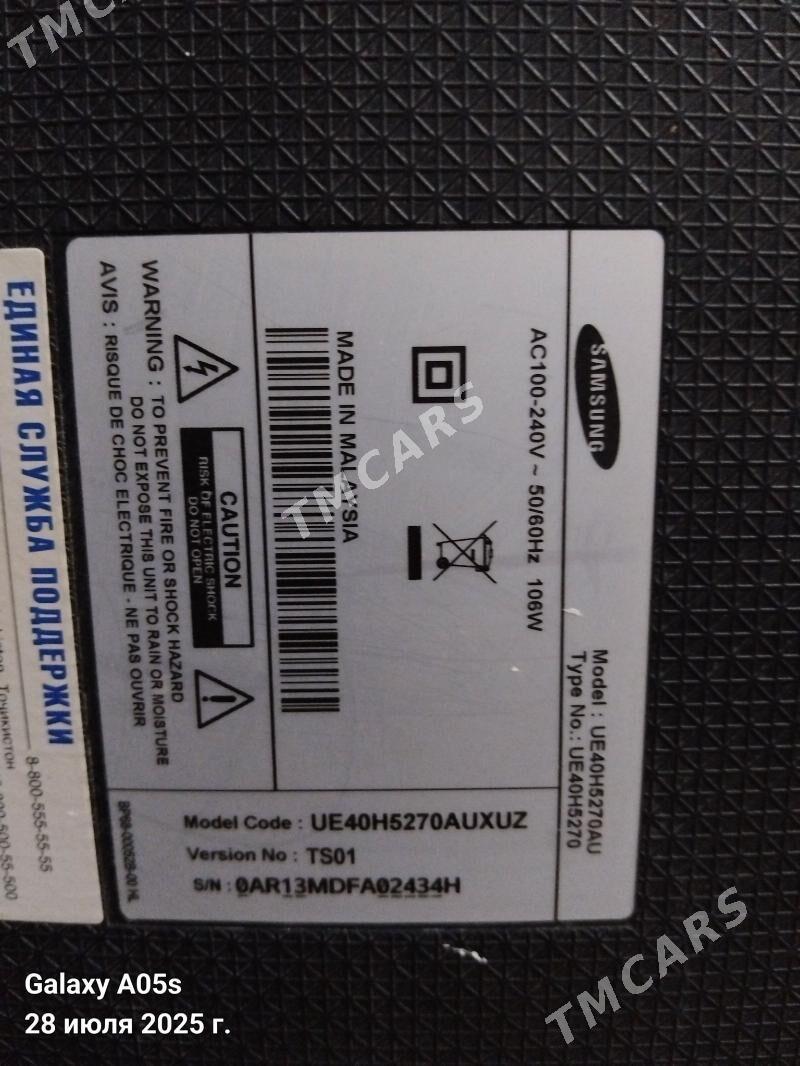 SAMSUNG
Model : UE40H5270AU
Type No.: UE40H5270
AC100-240V ~ 50/60Hz 106W
MADE IN MALAYSIA
CAUTION
RISK OF ELECTRIC SHOCK
DO NOT OPEN
WARNING : TO PREVENT FIRE OR SHOCK HAZARD
DO NOT EXPOSE THIS UNIT TO RAIN OR MOISTURE
AVIS : RISQUE DE CHOC ELECTRIQUE - NE PAS OUVRIR
Model Code : UE40H5270AUXUZ
Version No : TS01
S/N : 0AR13MDFA02434H
ЕДИНАЯ СЛУЖБА ПОДДЕРЖКИ
8-800-555-55-55
Тоҷикистон
TMCARS
TMCARS
TMCARS
Galaxy A05s
28 июля 2025 г.